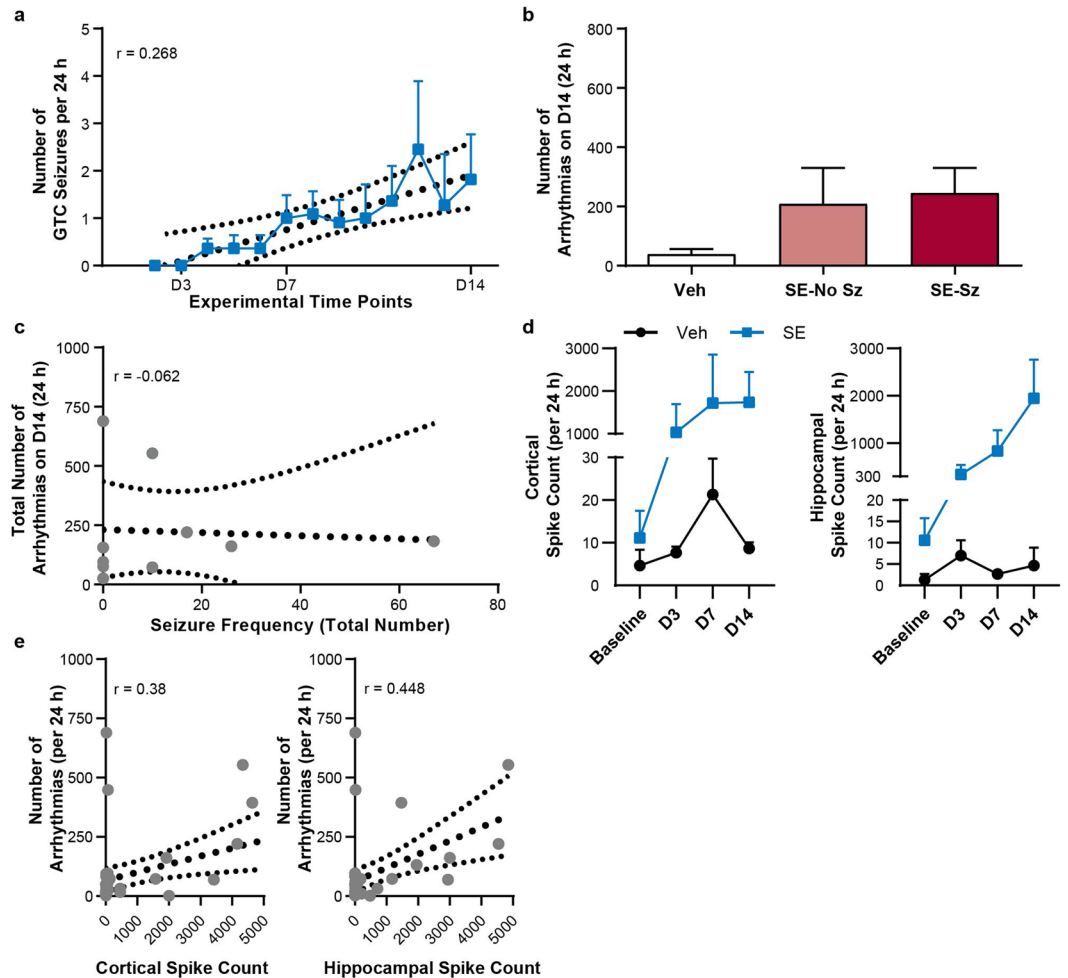 a
Number of
GTC Seizures per 24 h
5
4
3
2
1
0
r = 0.268
D3
D7
D14
Experimental Time Points
b
Number of
Arrhythmias on D14 (24 h)
800
600
400
200
0
Veh
SE-No Sz
SE-Sz
c
Total Number of
Arrhythmias on D14 (24 h)
1000
750
500
250
0
r = -0.062
0
20
40
60
80
Seizure Frequency (Total Number)
d
Veh
SE
Cortical
Spike Count (per 24 h)
3000
2000
1000
30
20
10
0
Baseline
D3
D7
D14
Hippocampal
Spike Count (per 24 h)
3000
2000
1000
300
20
15
10
5
0
Baseline
D3
D7
D14
e
Number of
Arrhythmias (per 24 h)
1000
750
500
250
0
r = 0.38
0
1000
2000
3000
4000
5000
Cortical Spike Count
Number of
Arrhythmias (per 24 h)
1000
750
500
250
0
r = 0.448
0
1000
2000
3000
4000
5000
Hippocampal Spike Count